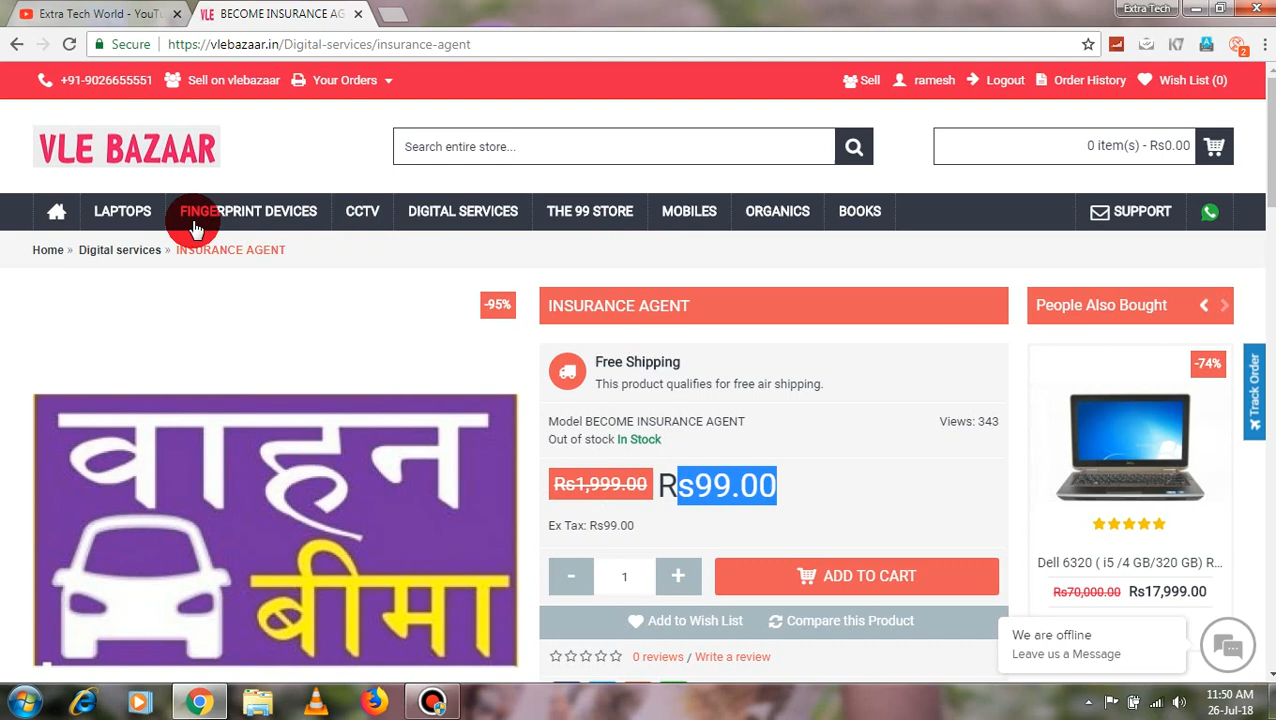 Extra Tech World - YouTu
BECOME INSURANCE AG
Extra Tech
Secure
https://vlebazaar.in/Digital-services/insurance-agent
2
+91-9026655551
Sell on vlebazaar
Your Orders
Sell
ramesh
Logout
Order History
Wish List (0)
VLE BAZAAR
Search entire store...
0 item(s) - Rs0.00
LAPTOPS
FINGERPRINT DEVICES
CCTV
DIGITAL SERVICES
THE 99 STORE
MOBILES
ORGANICS
BOOKS
SUPPORT
Home » Digital services » INSURANCE AGENT
-95%
वाहन
बीमा
INSURANCE AGENT
Free Shipping
This product qualifies for free air shipping.
Model BECOME INSURANCE AGENT
Views: 343
Out of stock In Stock
Rs1,999.00 Rs99.00
Ex Tax: Rs99.00
- 1 +
ADD TO CART
Add to Wish List
Compare this Product
0 reviews / Write a review
People Also Bought
-74%
Dell 6320 ( i5 /4 GB/320 GB) R...
Rs70,000.00 Rs17,999.00
Track Order
We are offline
Leave us a Message
11:50 AM
26-Jul-18